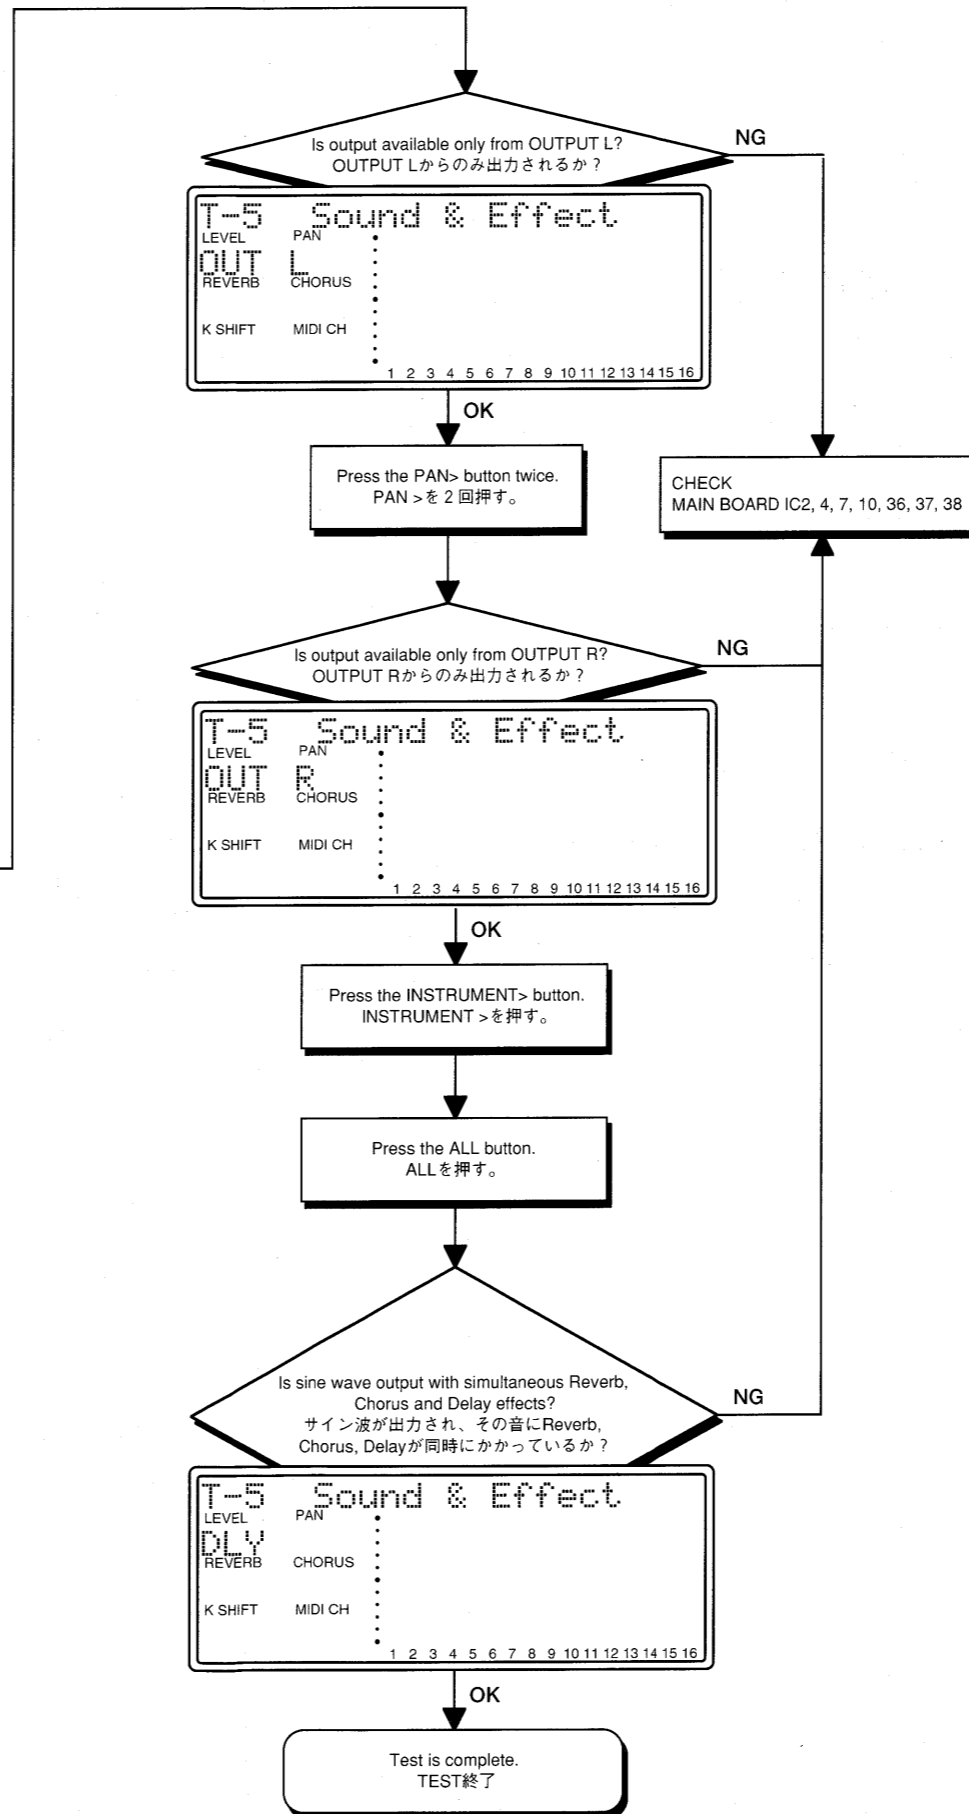 Is output available only from OUTPUT L?
OUTPUT Lからのみ出力されるか？
NG
T-5 Sound & Effect
LEVEL PAN
OUT L
REVERB CHORUS
K SHIFT MIDI CH
1 2 3 4 5 6 7 8 9 10 11 12 13 14 15 16
OK
Press the PAN> button twice.
PAN >を2回押す。
CHECK
MAIN BOARD IC2, 4, 7, 10, 36, 37, 38
Is output available only from OUTPUT R?
OUTPUT Rからのみ出力されるか？
NG
T-5 Sound & Effect
LEVEL PAN
OUT R
REVERB CHORUS
K SHIFT MIDI CH
1 2 3 4 5 6 7 8 9 10 11 12 13 14 15 16
OK
Press the INSTRUMENT> button.
INSTRUMENT >を押す。
Press the ALL button.
ALLを押す。
Is sine wave output with simultaneous Reverb,
Chorus and Delay effects?
サイン波が出力され、その音にReverb,
Chorus, Delayが同時にかかっているか？
NG
T-5 Sound & Effect
LEVEL PAN
DLY
REVERB CHORUS
K SHIFT MIDI CH
1 2 3 4 5 6 7 8 9 10 11 12 13 14 15 16
OK
Test is complete.
TEST終了